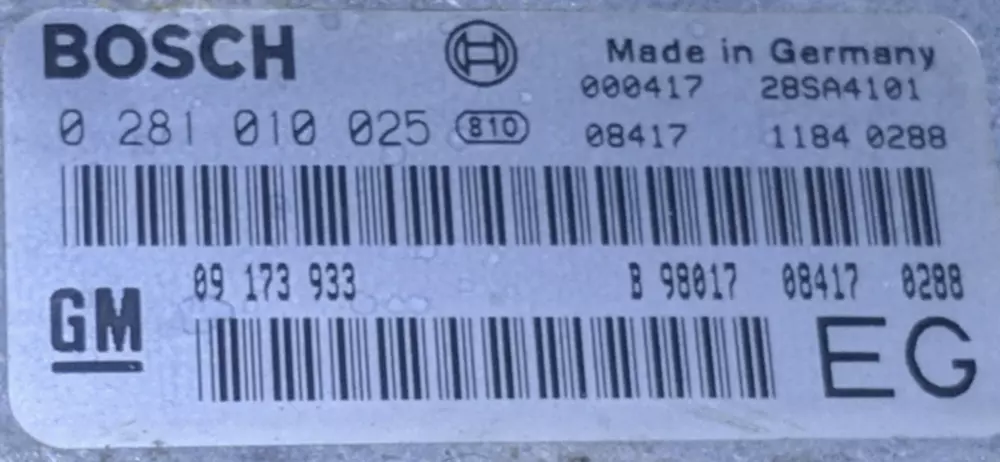 BOSCH Made in Germany
000417 28SA4101
0 281 010 025 810 08417 1184 0288
09 173 933 B 98017 08417 0288
GM EG